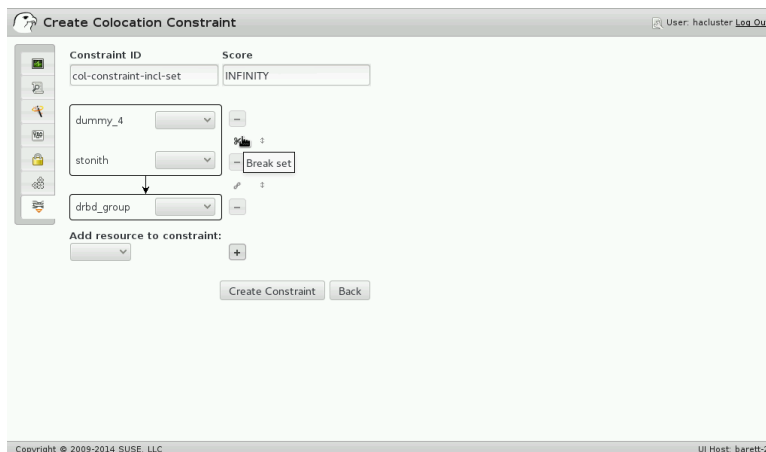 Create Colocation Constraint
User: hacluster Log Ou
Constraint ID Score
col-constraint-incl-set INFINITY
dummy_4
stonith
Break set
drbd_group
Add resource to constraint:
Create Constraint Back
Copyright © 2009-2014 SUSE, LLC UI Host: barett-2